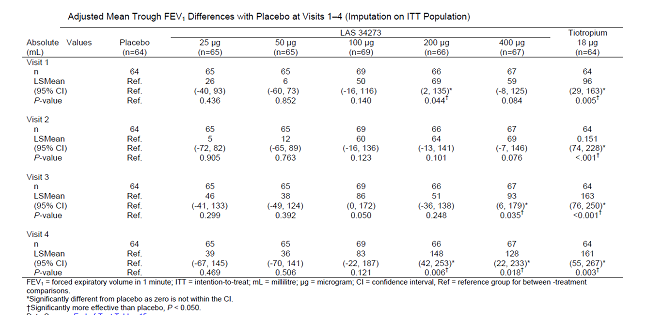 Adjusted Mean Trough FEV₁ Differences with Placebo at Visits 1–4 (Imputation on ITT Population)
LAS 34273 Tiotropium
Absolute Values Placebo 25 µg 50 µg 100 µg 200 µg 400 µg 18 µg
(mL) (n=64) (n=65) (n=65) (n=69) (n=66) (n=67) (n=64)
Visit 1
n 64 65 65 69 66 67 64
LSMean Ref. 26 6 50 69 59 96
(95% CI) Ref. (-40, 93) (-60, 73) (-16, 116) (2, 135)* (-8, 125) (29, 163)*
P-value Ref. 0.436 0.852 0.140 0.044† 0.084 0.005†
Visit 2
n 64 65 65 69 66 67 64
LSMean Ref. 5 12 60 64 69 0.151
(95% CI) Ref. (-72, 82) (-65, 89) (-16, 136) (-13, 141) (-7, 146) (74, 228)*
P-value Ref. 0.905 0.763 0.123 0.101 0.076 <.001†
Visit 3
n 64 65 65 69 66 67 64
LSMean Ref. 46 38 86 51 93 163
(95% CI) Ref. (-41, 133) (-49, 124) (0, 172) (-36, 138) (6, 179)* (76, 250)*
P-value Ref. 0.299 0.392 0.050 0.248 0.035† <0.001†
Visit 4
n 64 65 65 69 66 67 64
LSMean Ref. 39 36 83 148 128 161
(95% CI) Ref. (-67, 145) (-70, 141) (-22, 187) (42, 253)* (22, 233)* (55, 267)*
P-value Ref. 0.469 0.506 0.121 0.006† 0.018† 0.003†
FEV₁ = forced expiratory volume in 1 minute; ITT = intention-to-treat; mL = millilitre; µg = microgram; CI = confidence interval, Ref = reference group for between -treatment
comparisons.
*Significantly different from placebo as zero is not within the CI.
†Significantly more effective than placebo, P < 0.050.